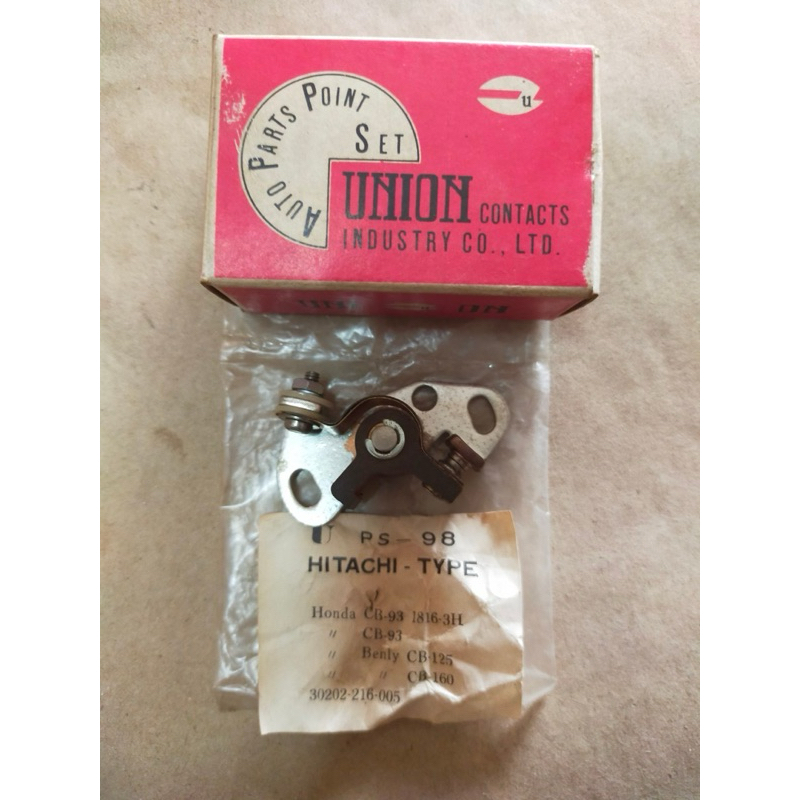 AUTO PARTS POINT
SET
u
UNION CONTACTS
INDUSTRY CO., LTD.
U PS-98
HITACHI-TYPE
Honda CB-93 1816-3H
" CB-93
" Benly CB-125
" " CB-160
30202-216-005